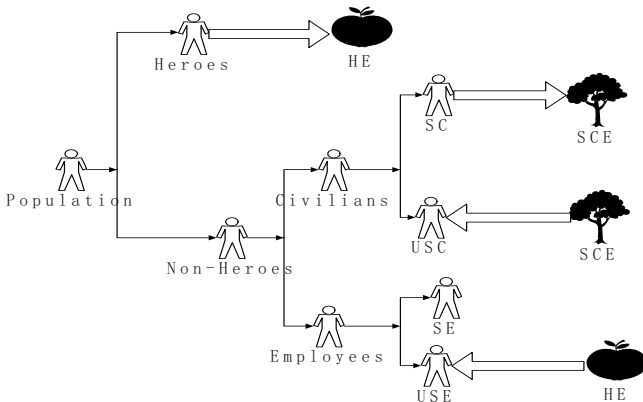 Heroes
HE
SC
SCE
Population
Civilians
USC
SCE
Non-Heroes
SE
Employees
USE
HE